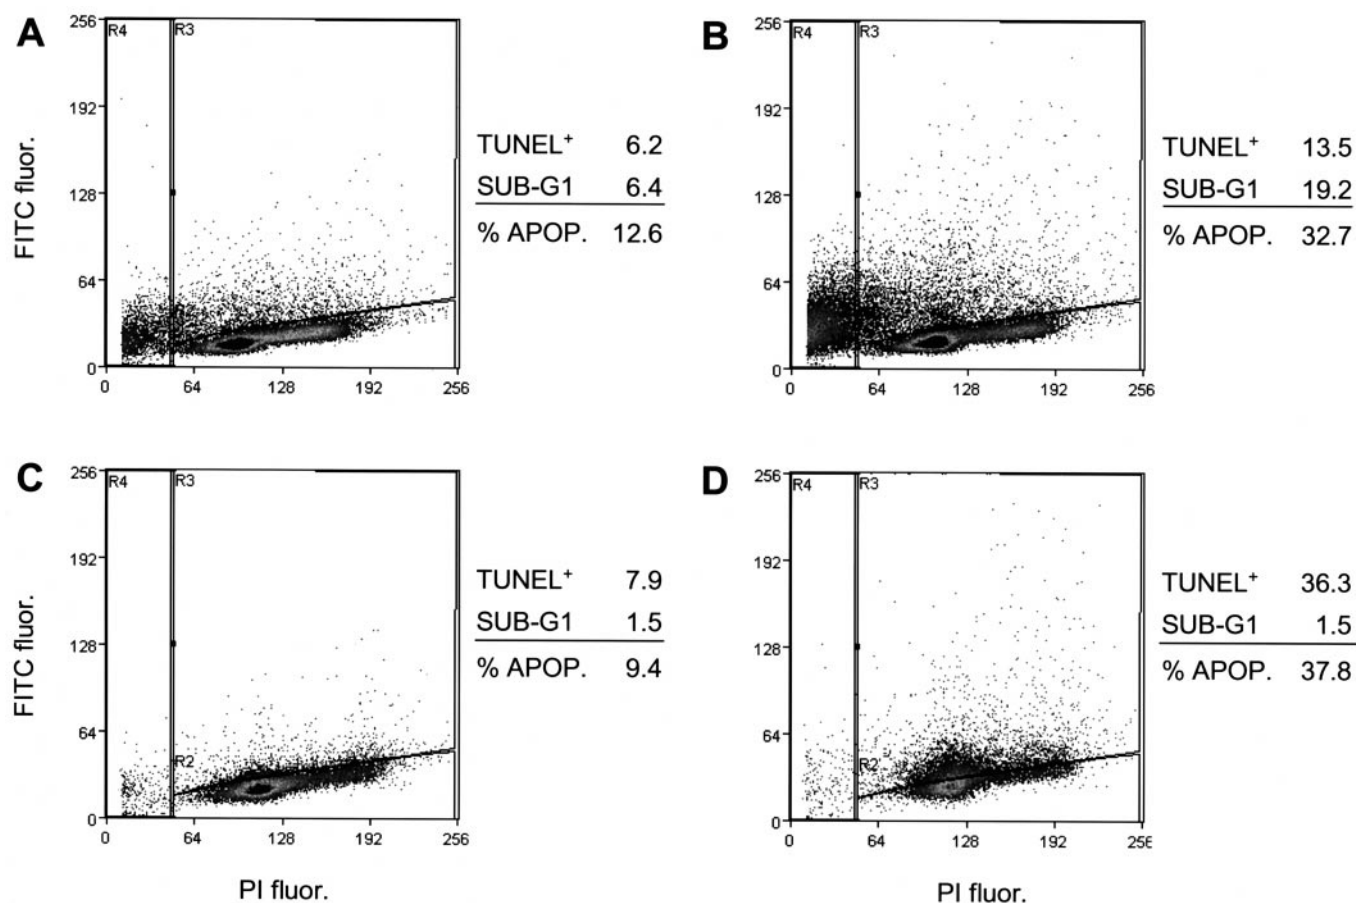 A
256
R4
R3
192
128
64
0
FITC fluor.
0
64
128
192
256
TUNEL+ 6.2
SUB-G1 6.4
% APOP. 12.6
B
256
R4
R3
192
128
64
0
0
64
128
192
256
TUNEL+ 13.5
SUB-G1 19.2
% APOP. 32.7
C
256
R4
R3
192
128
64
0
R2
FITC fluor.
0
64
128
192
256
PI fluor.
TUNEL+ 7.9
SUB-G1 1.5
% APOP. 9.4
D
256
R4
R3
192
128
64
0
R2
0
64
128
192
256
PI fluor.
TUNEL+ 36.3
SUB-G1 1.5
% APOP. 37.8